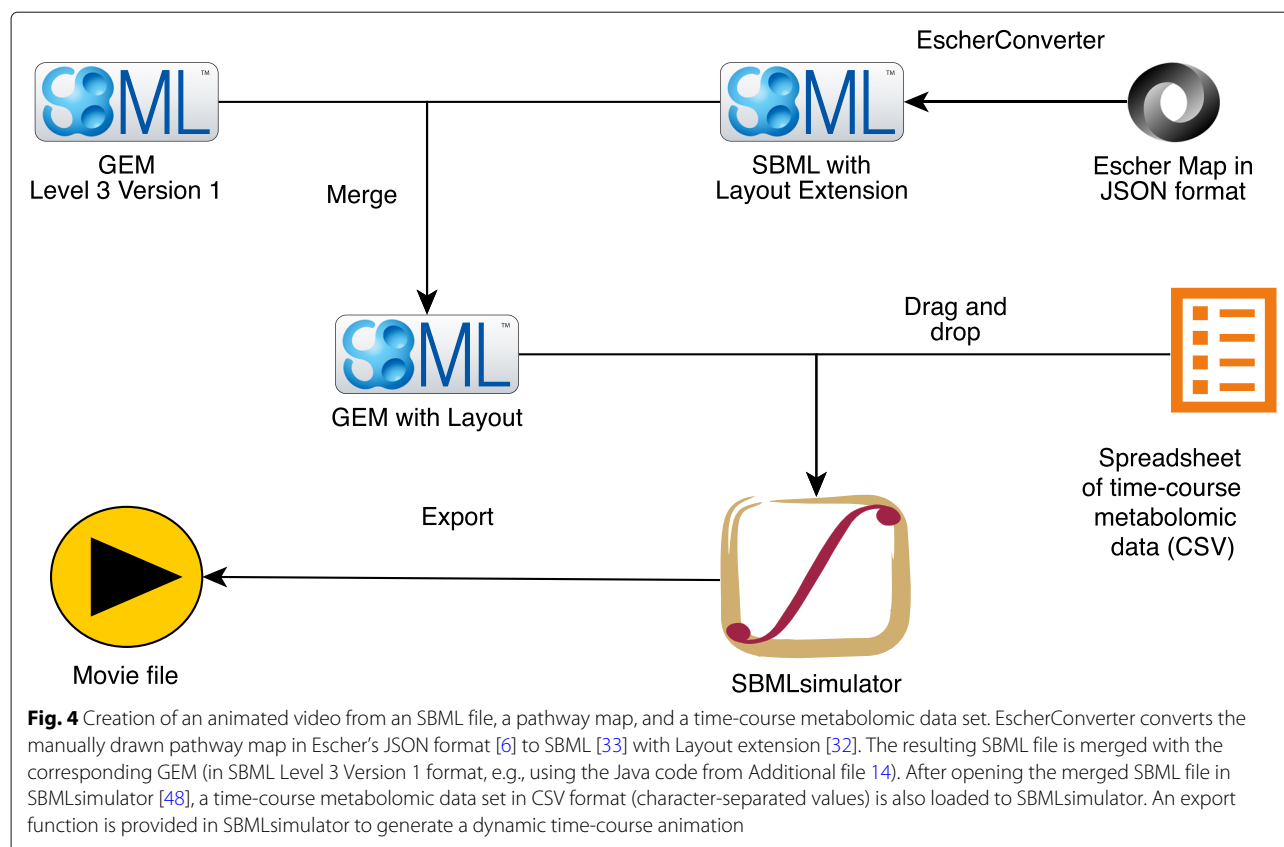 EscherConverter
SBML™
SBML™
GEM
Level 3 Version 1
SBML with
Layout Extension
Escher Map in
JSON format
Merge
Drag and
drop
SBML™
GEM with Layout
Spreadsheet
of time-course
metabolomic
data (CSV)
Export
Movie file
SBMLsimulator
Fig. 4 Creation of an animated video from an SBML file, a pathway map, and a time-course metabolomic data set. EscherConverter converts the
manually drawn pathway map in Escher's JSON format [6] to SBML [33] with Layout extension [32]. The resulting SBML file is merged with the
corresponding GEM (in SBML Level 3 Version 1 format, e.g., using the Java code from Additional file 14). After opening the merged SBML file in
SBMLsimulator [48], a time-course metabolomic data set in CSV format (character-separated values) is also loaded to SBMLsimulator. An export
function is provided in SBMLsimulator to generate a dynamic time-course animation